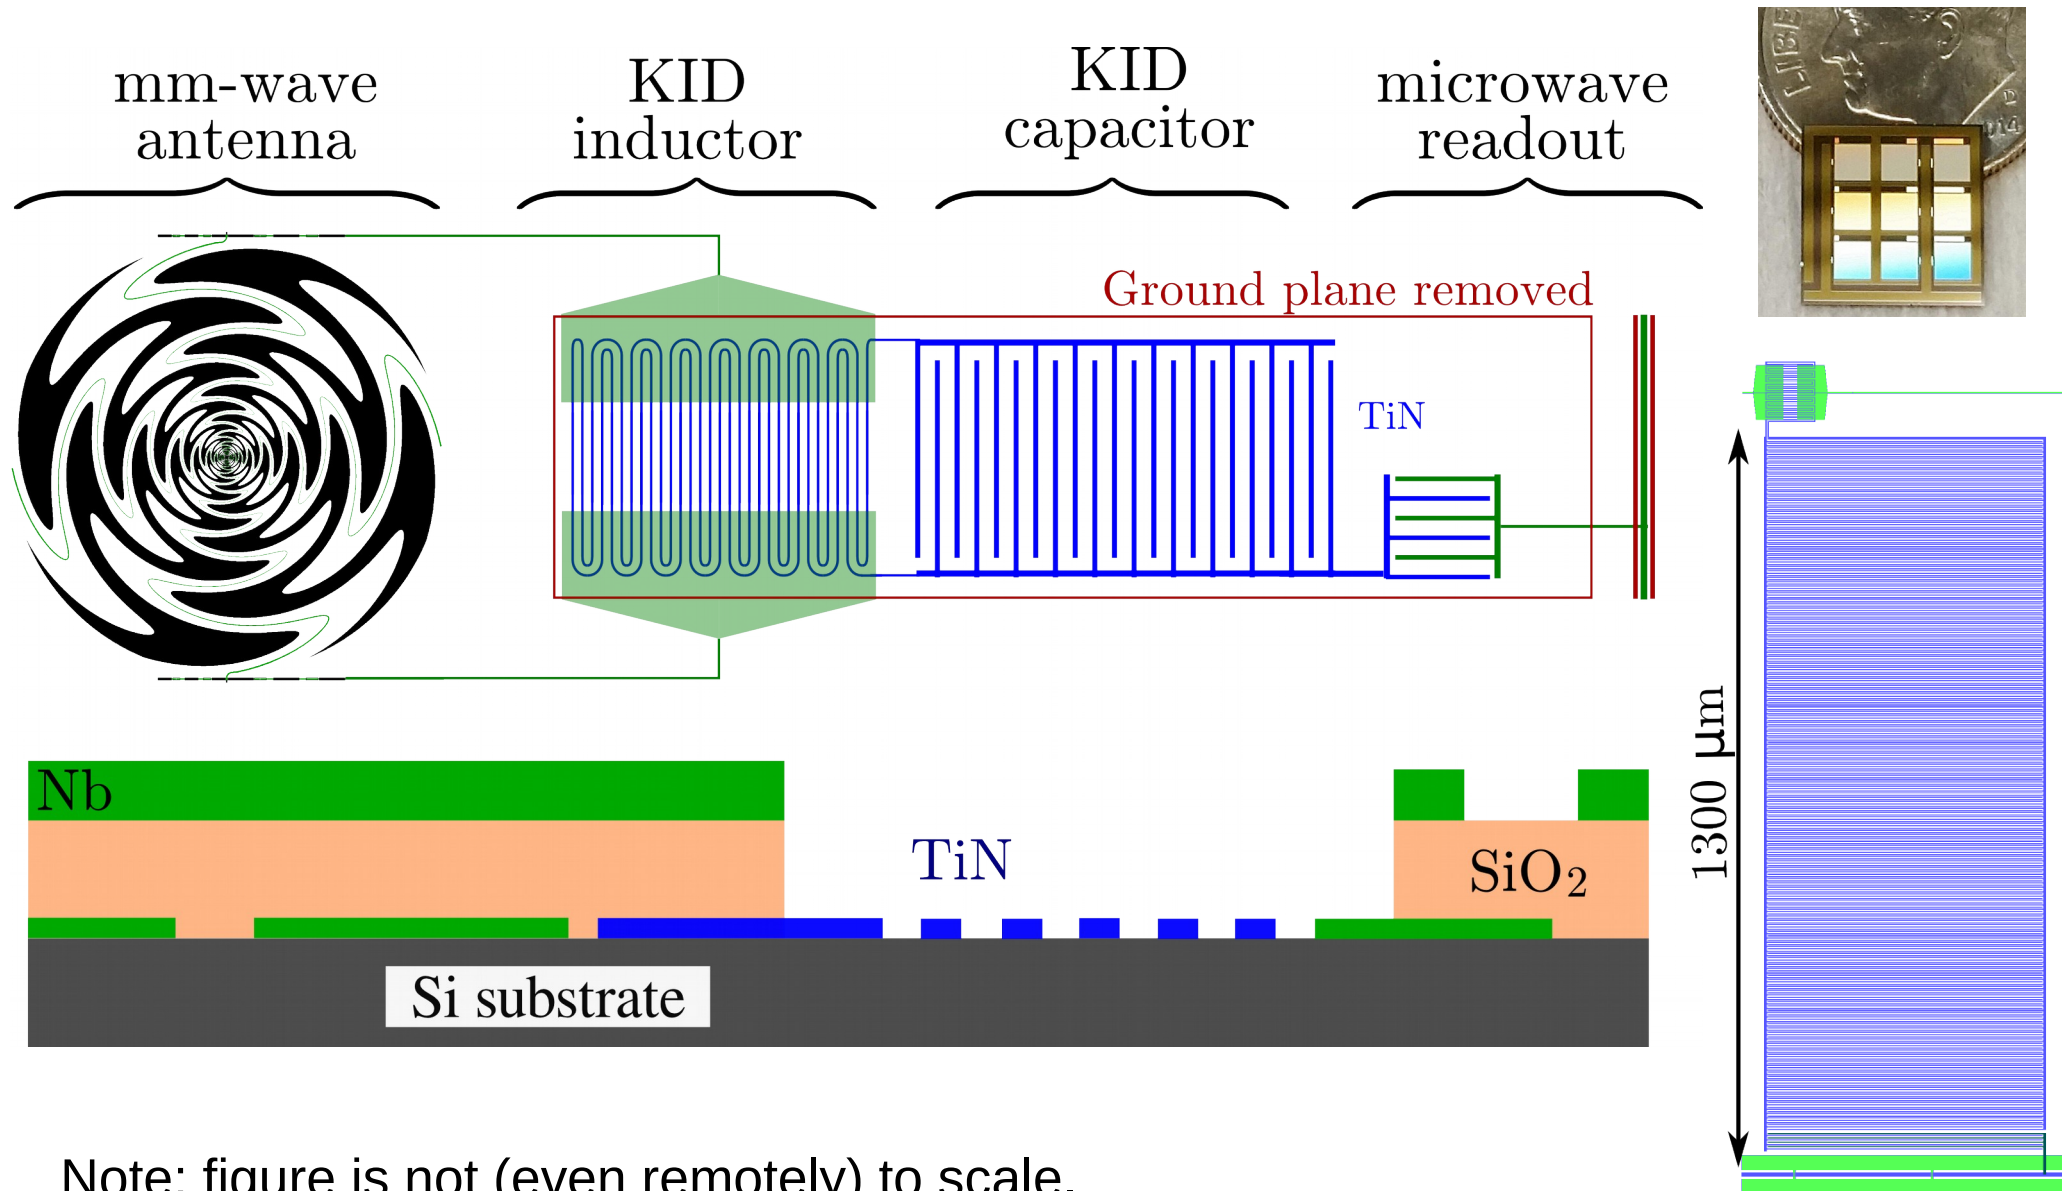 mm-wave
antenna
KID
inductor
KID
capacitor
microwave
readout
Ground plane removed
TiN
Nb
TiN
SiO2
Si substrate
1300 µm
Note: figure is not (even remotely) to scale.